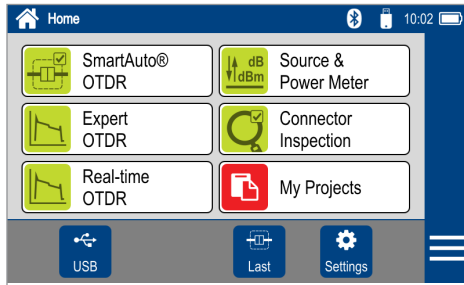 Home 10:02
SmartAuto®
OTDR
dB
dBm
Source &
Power Meter
Expert
OTDR
Connector
Inspection
Real-time
OTDR
My Projects
USB
Last
Settings